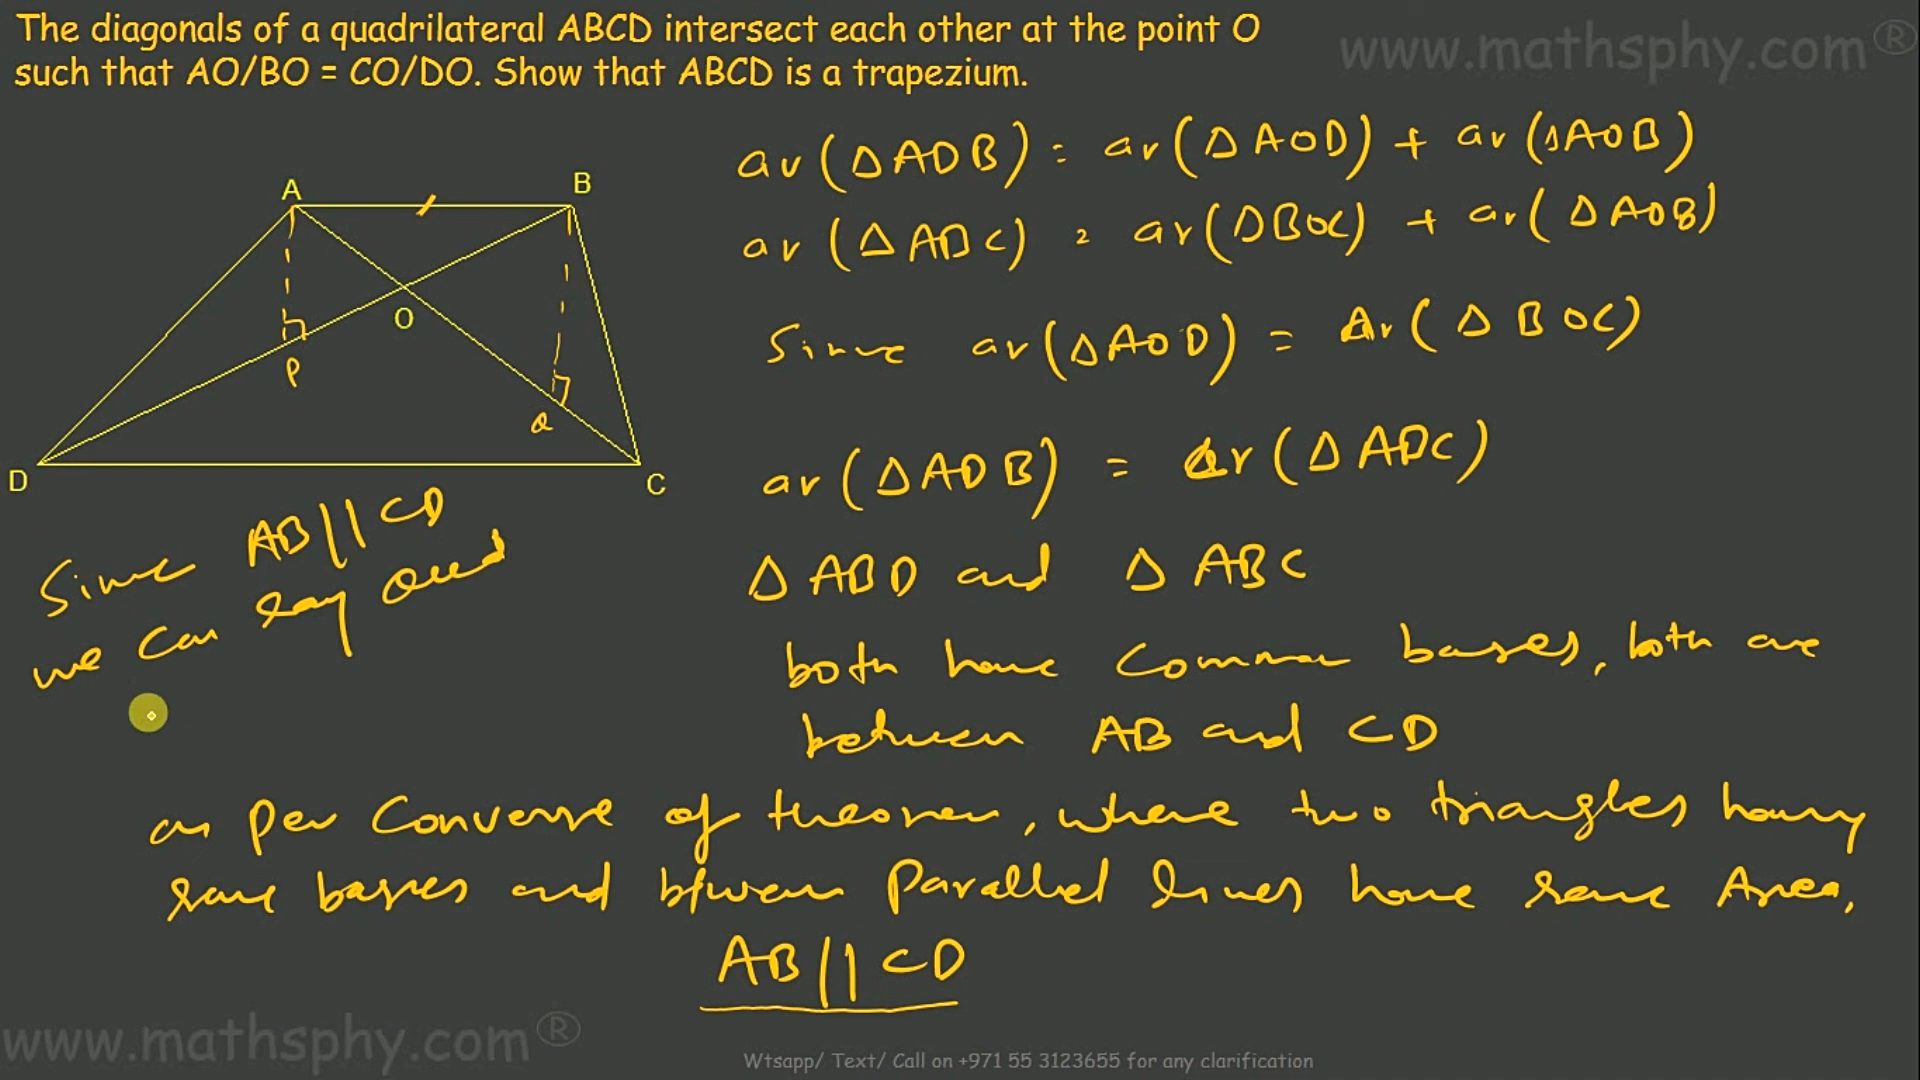 The diagonals of a quadrilateral ABCD intersect each other at the point O
such that AO/BO = CO/DO. Show that ABCD is a trapezium.
www.mathsphy.com®
A
B
O
P
Q
D
C
ar (ΔADB) = ar (ΔAOD) + ar (ΔAOB)
ar (ΔABC) = ar (ΔBOC) + ar (ΔAOB)
Since ar (ΔAOD) = Ar (ΔBOC)
ar (ΔADB) = Ar (ΔABC)
ΔABD and ΔABC
both have common bases, both are
between AB and CD
Since AB||CD
we can say
as per converse of theorem, where two triangles having
same bases and btween parallel lines have same Area,
AB||CD
www.mathsphy.com®
Wtsapp/ Text/ Call on +971 55 3123655 for any clarification